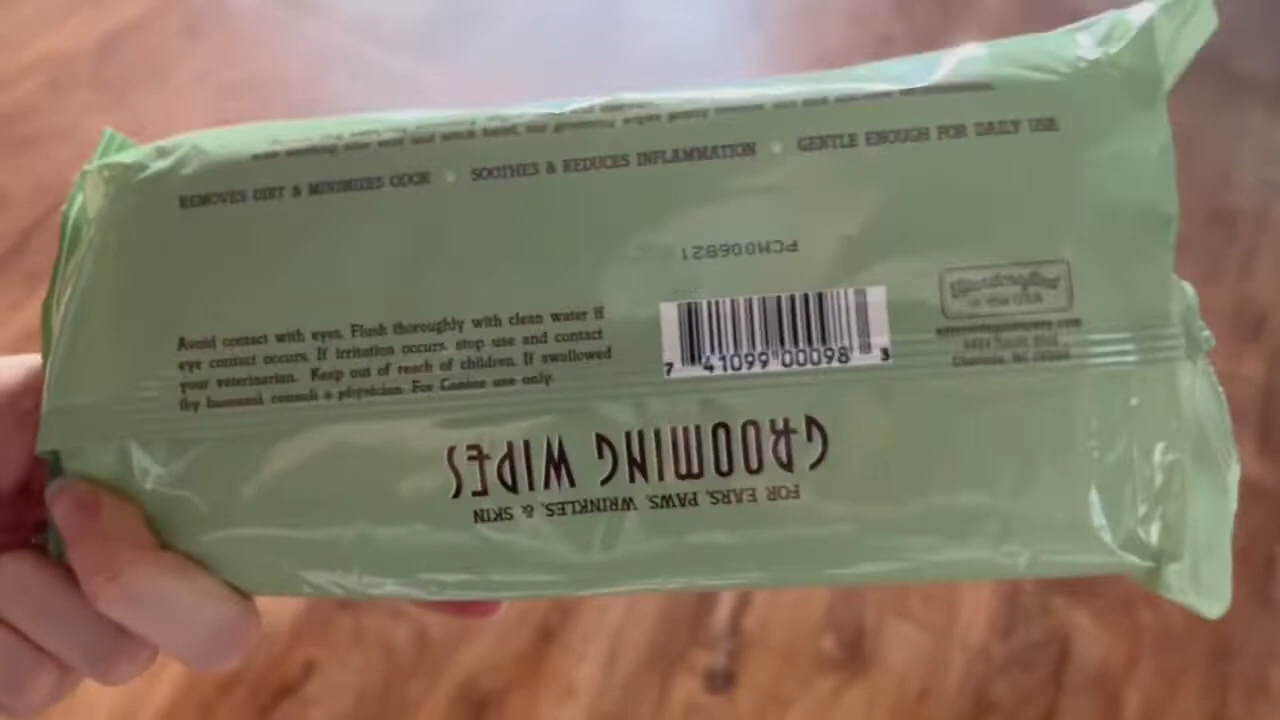 REMOVES DIRT & MINIMIZES ODOR • SOOTHES & REDUCES INFLAMMATION • GENTLE ENOUGH FOR DAILY USE
PCM006821
Avoid contact with eyes. Flush thoroughly with clean water if
eye contact occurs. If irritation occurs, stop use and contact
your veterinarian. Keep out of reach of children. If swallowed
(by humans), consult a physician. For Canine use only.
7 41099 00098 3
in the USA
GROOMING WIPES
FOR EARS, PAWS, WRINKLES, & SKIN